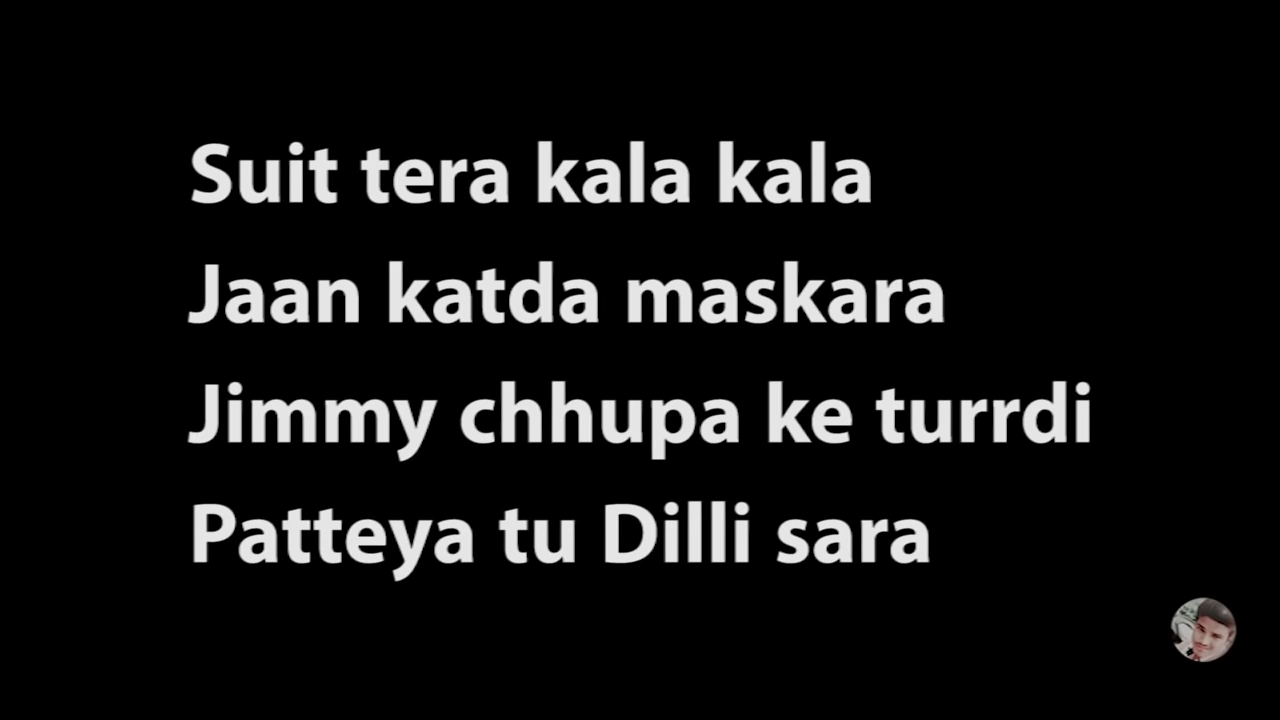 Suit tera kala kala
Jaan katda maskara
Jimmy chhupa ke turrdi
Patteya tu Dilli sara